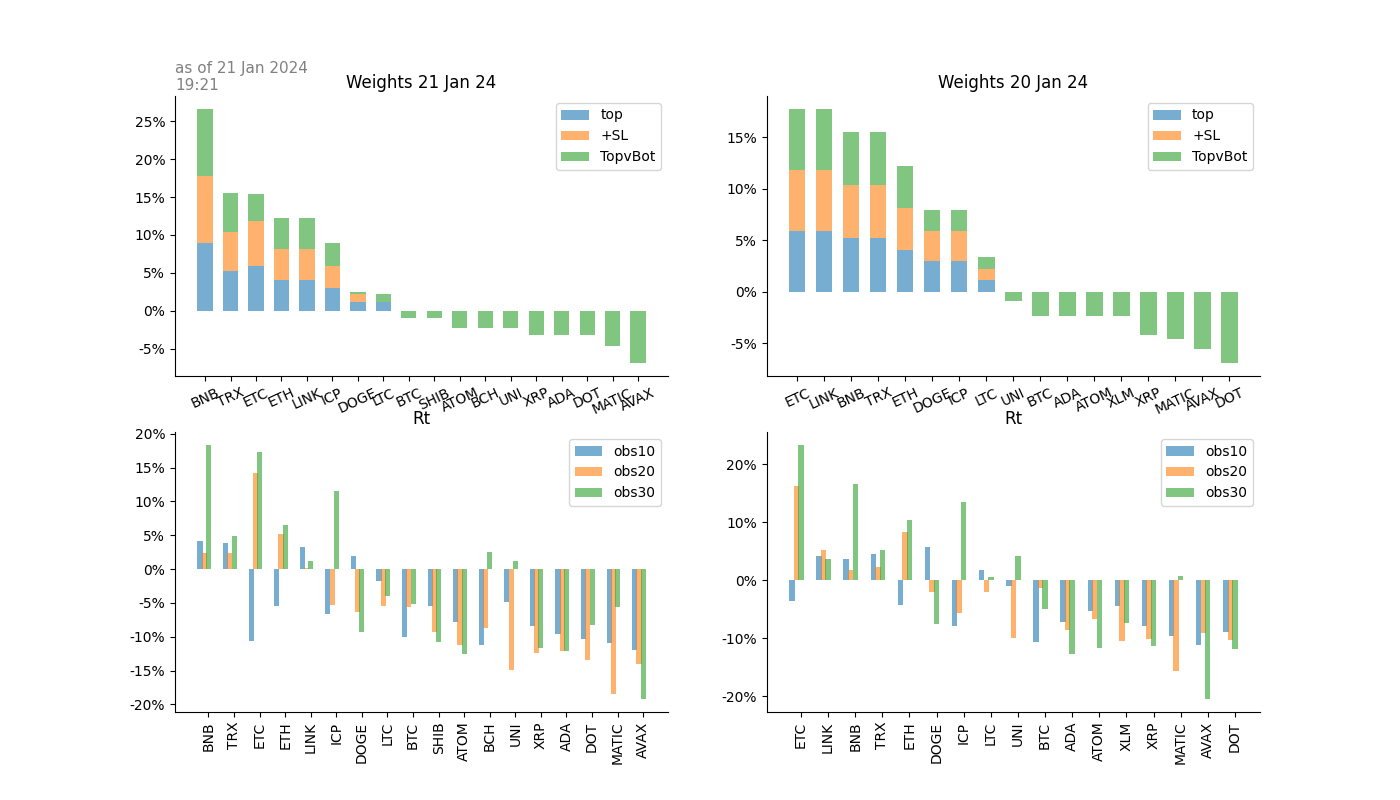 as of 21 Jan 2024
19:21
Weights 21 Jan 24
25%
20%
15%
10%
5%
0%
-5%
top
+SL
TopvBot
BNB TRX ETC ETH LINK ICP DOGE LTC BTC SHIB ATOM BCH UNI XRP ADA DOT MATIC AVAX
Weights 20 Jan 24
15%
10%
5%
0%
-5%
top
+SL
TopvBot
ETC LINK BNB TRX ETH DOGE ICP LTC UNI BTC ADA ATOM XLM XRP MATIC AVAX DOT
Rt
20%
15%
10%
5%
0%
-5%
-10%
-15%
-20%
obs10
obs20
obs30
BNB TRX ETC ETH LINK ICP DOGE LTC BTC SHIB ATOM BCH UNI XRP ADA DOT MATIC AVAX
Rt
20%
10%
0%
-10%
-20%
obs10
obs20
obs30
ETC LINK BNB TRX ETH DOGE ICP LTC UNI BTC ADA ATOM XLM XRP MATIC AVAX DOT